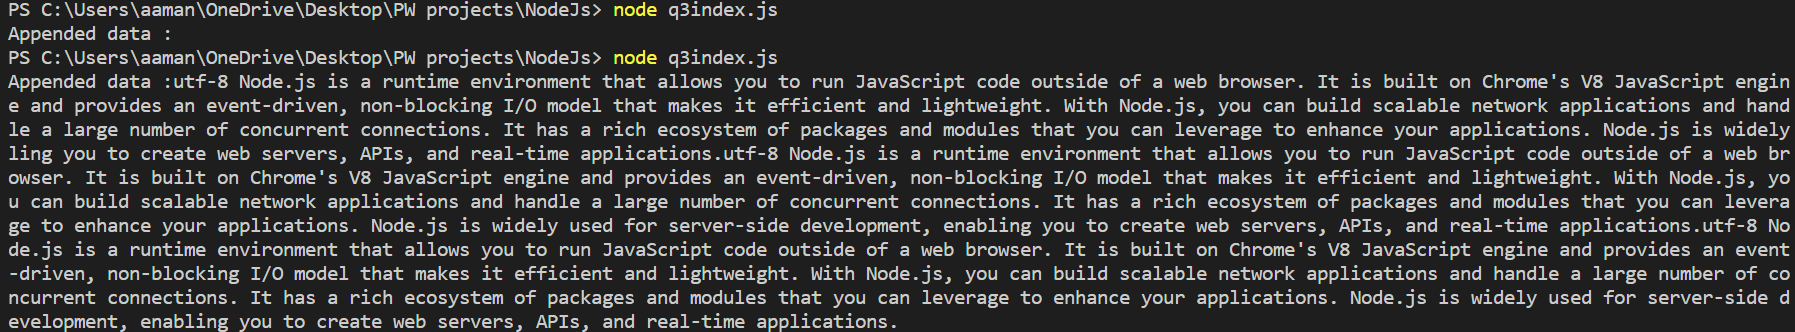 PS C:\Users\aaman\OneDrive\Desktop\PW projects\NodeJs> node q3index.js
Appended data :
PS C:\Users\aaman\OneDrive\Desktop\PW projects\NodeJs> node q3index.js
Appended data :utf-8 Node.js is a runtime environment that allows you to run JavaScript code outside of a web browser. It is built on Chrome's V8 JavaScript engin
e and provides an event-driven, non-blocking I/O model that makes it efficient and lightweight. With Node.js, you can build scalable network applications and hand
le a large number of concurrent connections. It has a rich ecosystem of packages and modules that you can leverage to enhance your applications. Node.js is widely
ling you to create web servers, APIs, and real-time applications.utf-8 Node.js is a runtime environment that allows you to run JavaScript code outside of a web br
owser. It is built on Chrome's V8 JavaScript engine and provides an event-driven, non-blocking I/O model that makes it efficient and lightweight. With Node.js, yo
u can build scalable network applications and handle a large number of concurrent connections. It has a rich ecosystem of packages and modules that you can levera
ge to enhance your applications. Node.js is widely used for server-side development, enabling you to create web servers, APIs, and real-time applications.utf-8 No
de.js is a runtime environment that allows you to run JavaScript code outside of a web browser. It is built on Chrome's V8 JavaScript engine and provides an event
-driven, non-blocking I/O model that makes it efficient and lightweight. With Node.js, you can build scalable network applications and handle a large number of co
ncurrent connections. It has a rich ecosystem of packages and modules that you can leverage to enhance your applications. Node.js is widely used for server-side d
evelopment, enabling you to create web servers, APIs, and real-time applications.